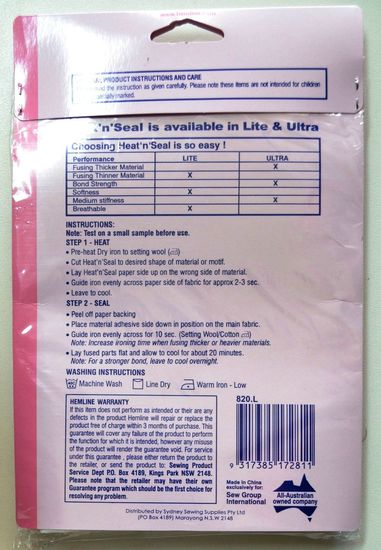 PRODUCT INSTRUCTIONS AND CARE
the instruction as given carefully. Please note these items are not intended for children
marked.
t'n'Seal is available in Lite & Ultra
Choosing Heat'n'Seal is so easy !
Performance LITE ULTRA
Fusing Thicker Material X
Fusing Thinner Material X
Bond Strength X
Softness X
Medium stiffness X
Breathable X
INSTRUCTIONS:
Note: Test on a small sample before use.
STEP 1 - HEAT
• Pre-heat Dry iron to setting wool ( )
• Cut Heat'n'Seal to desired shape of material or motif.
• Lay Heat'n'Seal paper side up on the wrong side of material.
• Guide iron evenly across paper side of fabric for approx 2-3 sec.
• Leave to cool.
STEP 2 - SEAL
• Peel off paper backing
• Place material adhesive side down in position on the main fabric.
• Guide iron evenly across for 10 sec. (Setting Wool/Cotton )
Note: Increase ironing time when fusing thicker or heavier materials.
• Lay fused parts flat and allow to cool for about 20 minutes.
Note: For a stronger bond, leave to cool overnight.
WASHING INSTRUCTIONS
Machine Wash Line Dry Warm Iron - Low
HEMLINE WARRANTY
If this item does not perform as intended or their are any
defects in the product Hemline will repair or replace the
product free of charge within 3 months of purchase. This
guarantee will cover any failure of the product to perform
the function for which it is intended, however any misuse
of the product will render the guarantee void. For service
under this guarantee , please either return the product to
the retailer, or send the product to: Sewing Product
Service Dept P.O. Box 4189, Kings Park NSW 2148.
Please note that the retailer may have their own
Guarantee program which should be the first choice for
resolving any problem.
820.L
9 317385 172811
Made in China
exclusively for:
Sew Group
International
All-Australian
owned company
Distributed by Sydney Sewing Supplies Pty Ltd
(PO Box 4189) Marayong N.S.W 2148